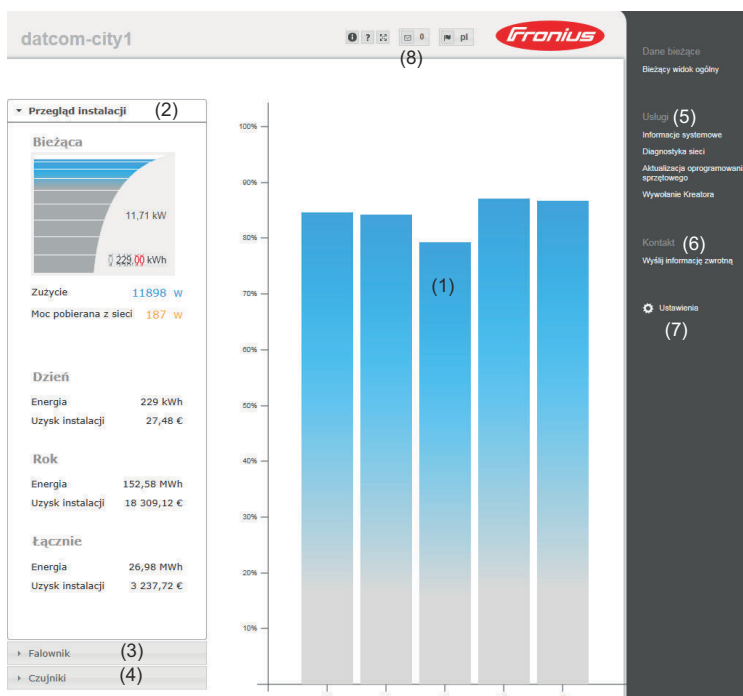 datcom-city1
i ? 0 pl
(8)
Fronius
Przegląd instalacji (2)
Bieżąca
11,71 kW
229.00 kWh
Zużycie 11898 W
Moc pobierana z sieci 187 W
Dzień
Energia 229 kWh
Uzysk instalacji 27,48 €
Rok
Energia 152,58 MWh
Uzysk instalacji 18 309,12 €
Łącznie
Energia 26,98 MWh
Uzysk instalacji 3 237,72 €
Falownik (3)
Czujniki (4)
100%
90%
80%
70%
60%
50%
40%
30%
20%
10%
(1)
Dane bieżące
Bieżący widok ogólny
Usługi (5)
Informacje systemowe
Diagnostyka sieci
Aktualizacja oprogramowani
sprzętowego
Wywołanie Kreatora
Kontakt (6)
Wyślij informację zwrotną
Ustawienia
(7)